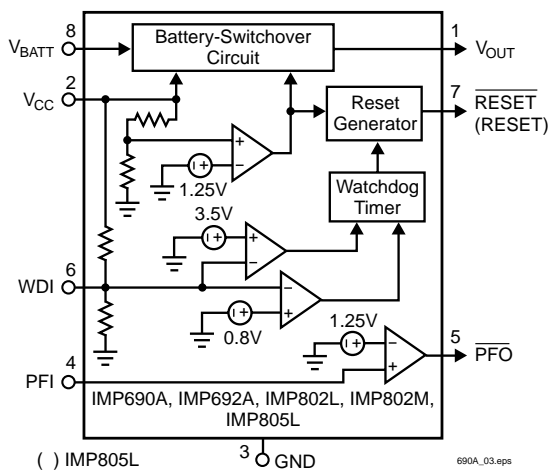 8
V_BATT
Battery-Switchover
Circuit
1
V_OUT
2
V_CC
7
RESET
(RESET)
Reset
Generator
+
−
1.25V
Watchdog
Timer
3.5V
+
−
6
WDI
−
+
0.8V
1.25V
−
+
5
PFO
4
PFI
IMP690A, IMP692A, IMP802L, IMP802M,
IMP805L
3
GND
( ) IMP805L
690A_03.eps